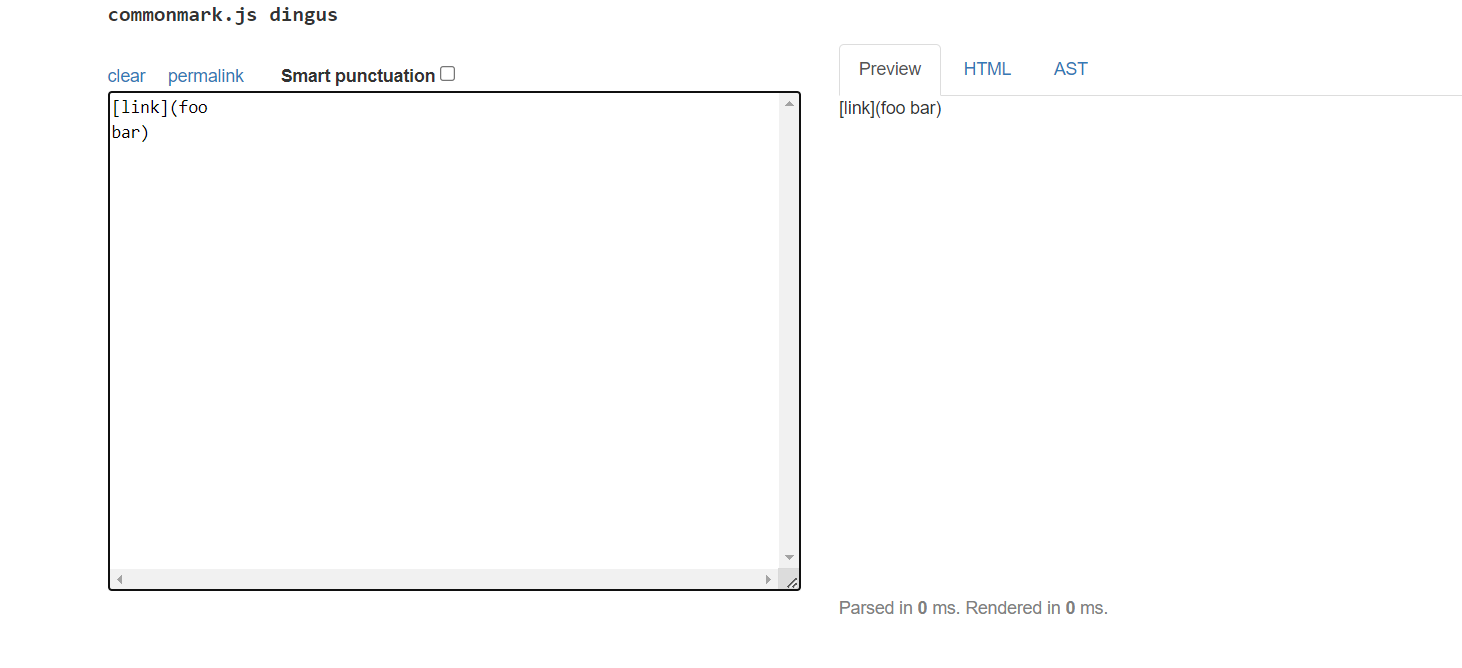 commonmark.js dingus
clear permalink Smart punctuation
[link](foo
bar)
Preview HTML AST
[link](foo bar)
Parsed in 0 ms. Rendered in 0 ms.